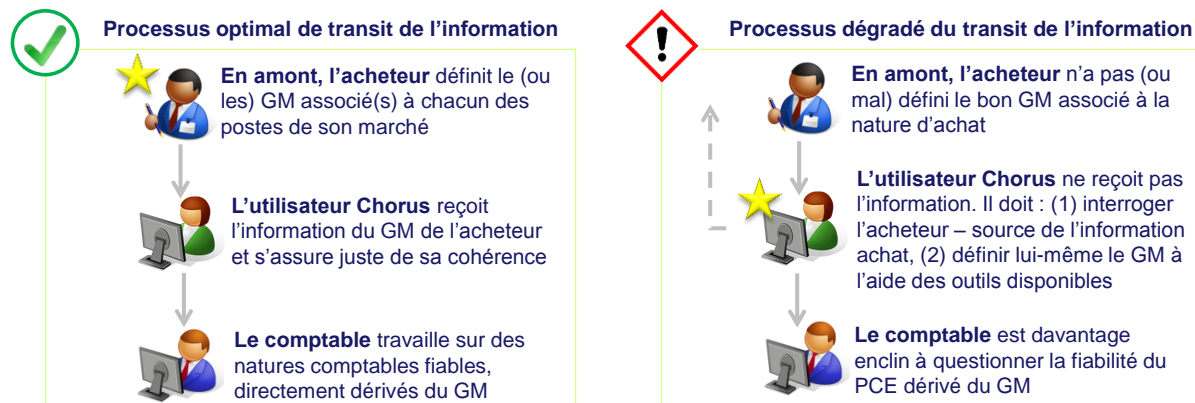 Processus optimal de transit de l’information
En amont, l’acheteur définit le (ou
les) GM associé(s) à chacun des
postes de son marché
L’utilisateur Chorus reçoit
l’information du GM de l’acheteur
et s’assure juste de sa cohérence
Le comptable travaille sur des
natures comptables fiables,
directement dérivés du GM
Processus dégradé du transit de l’information
En amont, l’acheteur n’a pas (ou
mal) défini le bon GM associé à la
nature d’achat
L’utilisateur Chorus ne reçoit pas
l’information. Il doit : (1) interroger
l’acheteur – source de l’information
achat, (2) définir lui-même le GM à
l’aide des outils disponibles
Le comptable est davantage
enclin à questionner la fiabilité du
PCE dérivé du GM